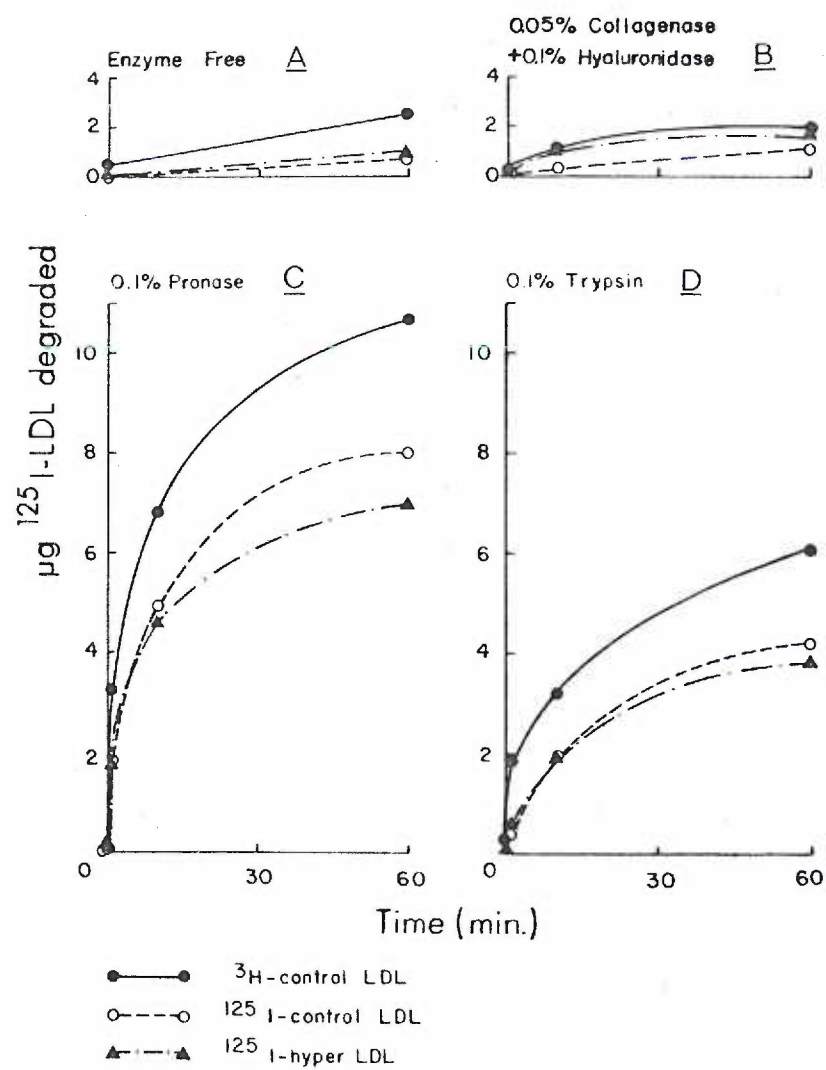 Enzyme Free A
4
2
0
0.05% Collagenase
+0.1% Hyaluronidase B
4
2
0
µg ¹²⁵I-LDL degraded
0.1% Pronase C
10
8
6
4
2
0 30 60
0.1% Trypsin D
10
8
6
4
2
0 30 60
Time (min.)
³H-control LDL
¹²⁵I-control LDL
¹²⁵I-hyper LDL